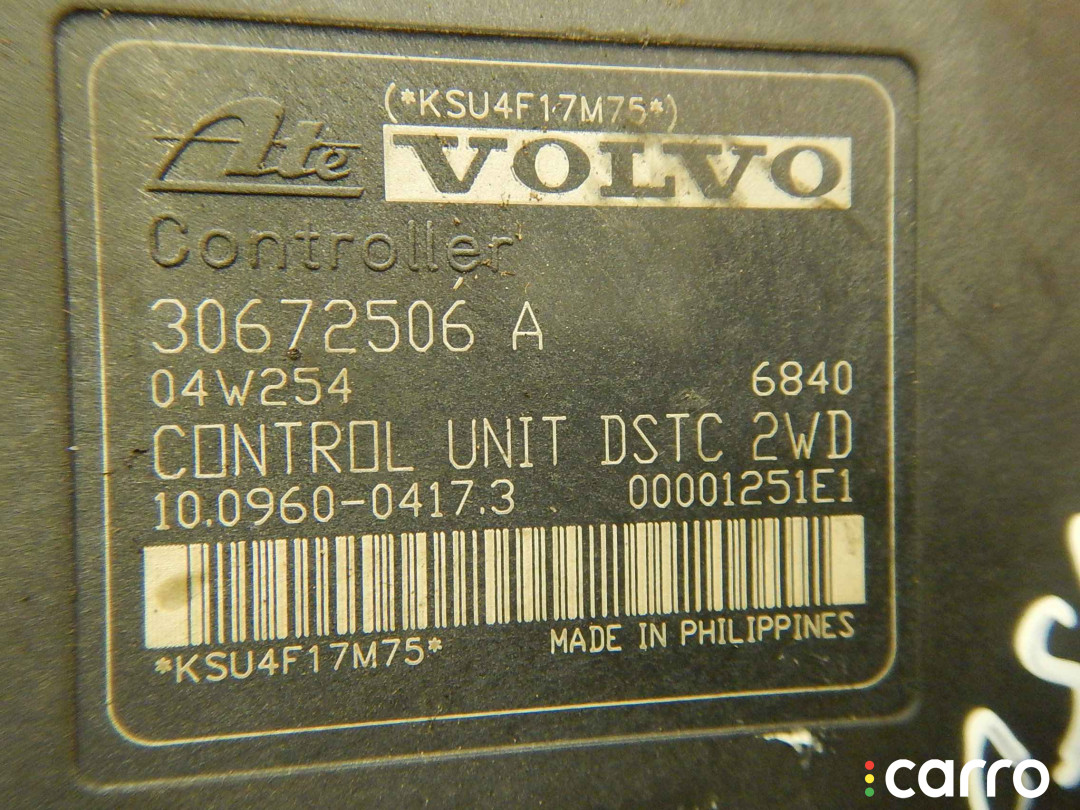 (*KSU4F17M75*)
Ate VOLVO
Controller
30672506 A
04W254 6840
CONTROL UNIT DSTC 2WD
10.0960-0417.3 00001251E1
*KSU4F17M75* MADE IN PHILIPPINES
carro